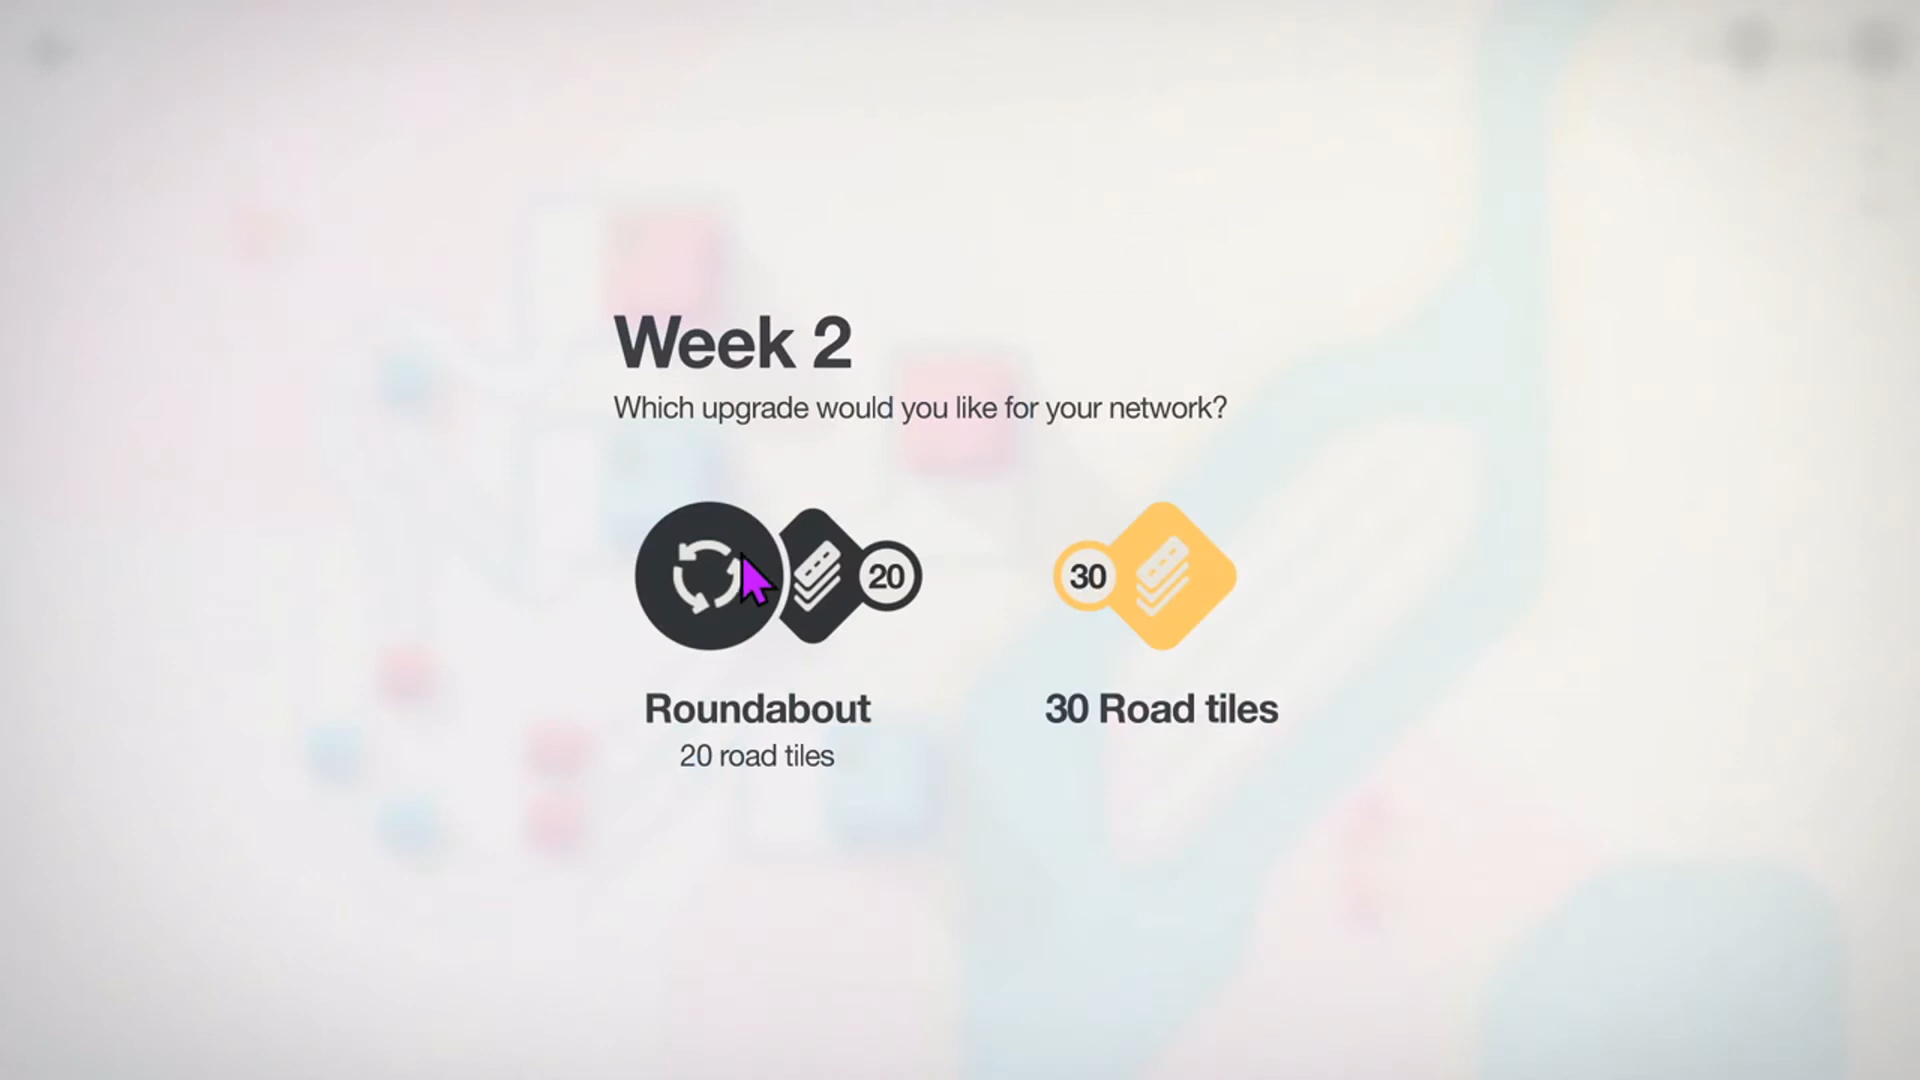 Week 2
Which upgrade would you like for your network?
20
30
Roundabout
30 Road tiles
20 road tiles